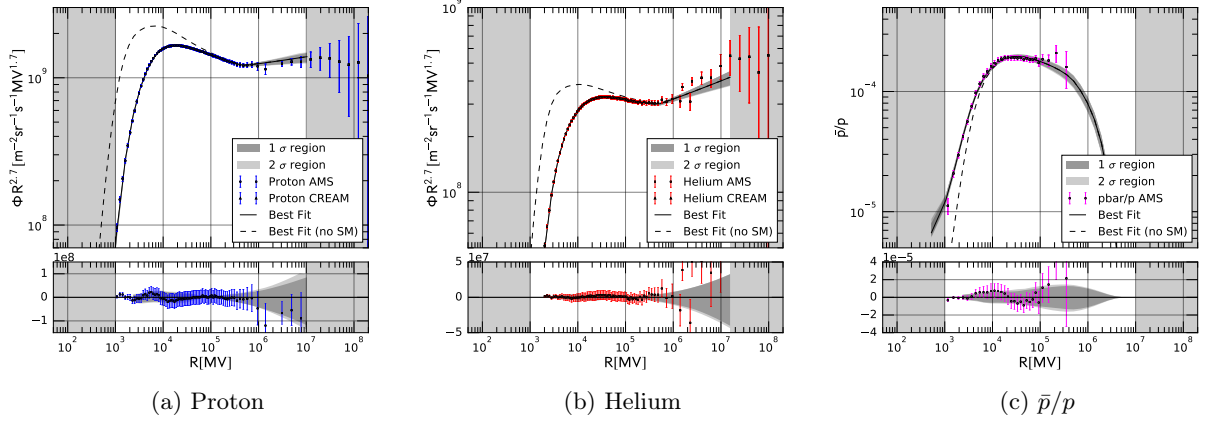 10^9
10^8
ΦR^2.7[m^−2sr^−1s^−1MV^1.7]
1 σ region
2 σ region
Proton AMS
Proton CREAM
Best Fit
Best Fit (no SM)
1e8
1
0
−1
10^2 10^3 10^4 10^5 10^6 10^7 10^8
R[MV]
(a) Proton
10^9
10^8
ΦR^2.7[m^−2sr^−1s^−1MV^1.7]
1 σ region
2 σ region
Helium AMS
Helium CREAM
Best Fit
Best Fit (no SM)
1e7
5
0
−5
10^2 10^3 10^4 10^5 10^6 10^7 10^8
R[MV]
(b) Helium
10^−4
10^−5
p̄/p
1 σ region
2 σ region
pbar/p AMS
Best Fit
Best Fit (no SM)
1e−5
4
2
0
−2
−4
10^2 10^3 10^4 10^5 10^6 10^7 10^8
R[MV]
(c) p̄/p